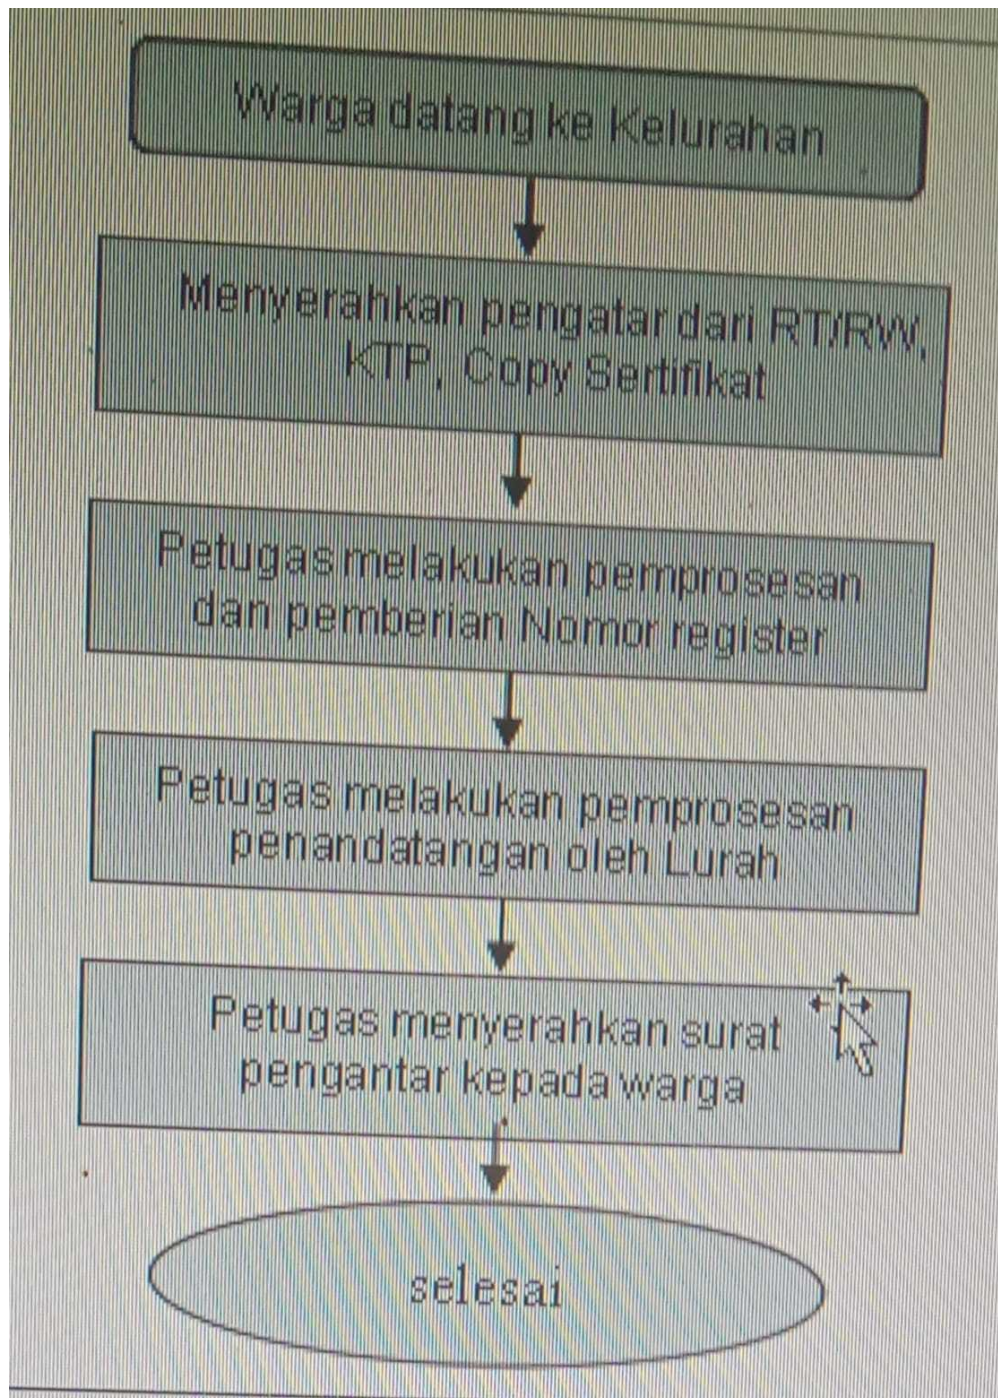 Warga datang ke Kelurahan
Menyerahkan pengatar dari RT/RW,
KTP, Copy Sertifikat
Petugas melakukan pemprosesan
dan pemberian Nomor register
Petugas melakukan pemprosesan
penandatangan oleh Lurah
Petugas menyerahkan surat
pengantar kepada warga
selesai